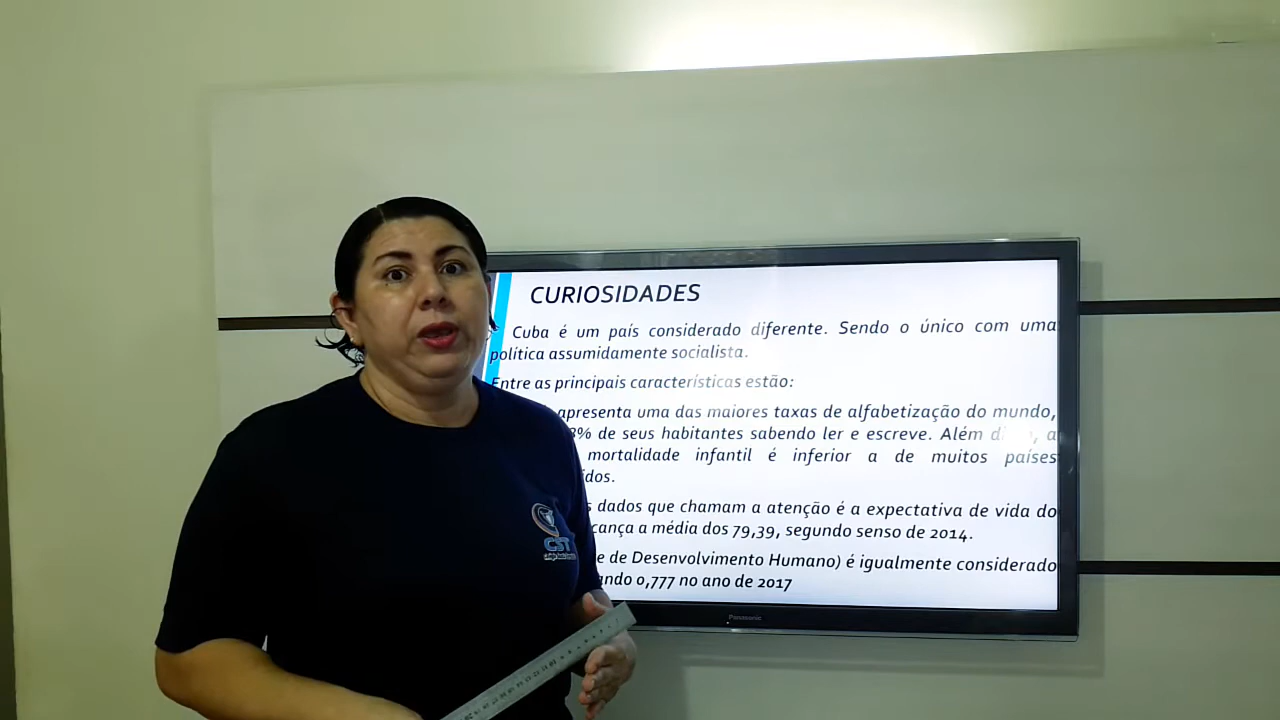 CURIOSIDADES
Cuba é um país considerado diferente. Sendo o único com uma
política assumidamente socialista.
Entre as principais características estão:
apresenta uma das maiores taxas de alfabetização do mundo,
8% de seus habitantes sabendo ler e escreve. Além a
mortalidade infantil é inferior a de muitos países
dados que chamam a atenção é a expectativa de vida do
a média dos 79,39, segundo senso de 2014.
de Desenvolvimento Humano) é igualmente considerado
0,777 no ano de 2017
Panasonic
CST